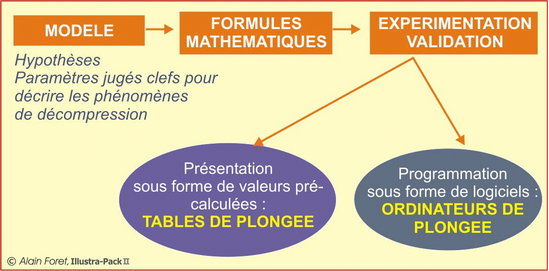 MODELE
FORMULES
MATHEMATIQUES
EXPERIMENTATION
VALIDATION
Hypothèses
Paramètres jugés clefs pour
décrire les phénomènes
de décompression
Présentation
sous forme de valeurs pré-
calculées :
TABLES DE PLONGEE
Programmation
sous forme de logiciels :
ORDINATEURS DE
PLONGEE
© Alain Foret, Illustra-Pack II